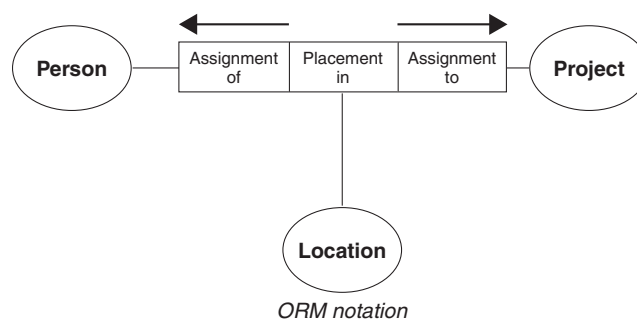 Person
Assignment
of
Placement
in
Assignment
to
Project
Location
ORM notation